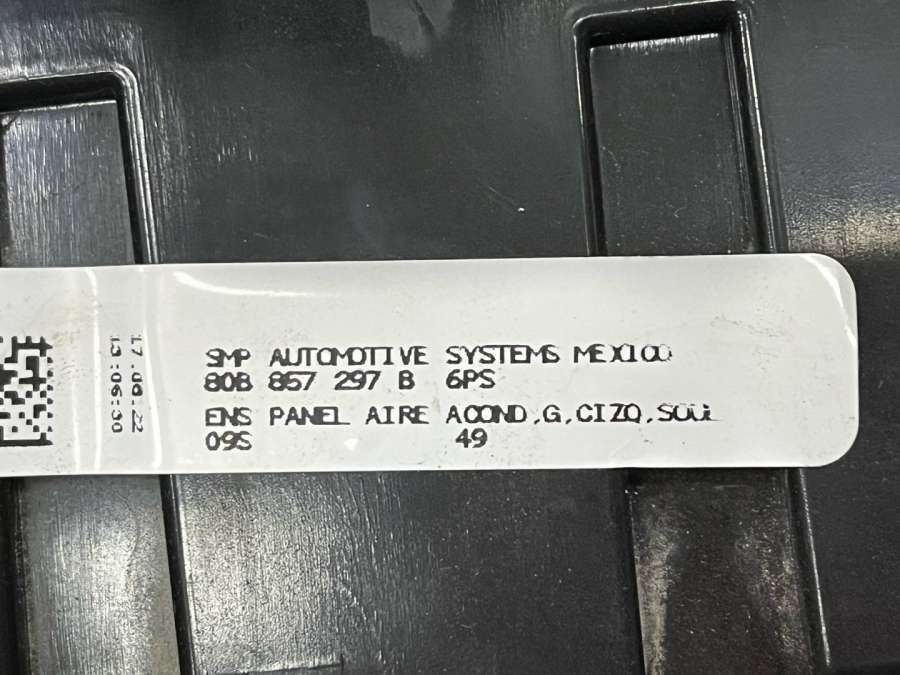 SMP AUTOMOTIVE SYSTEMS MEXICO
80B 857 297 B 6PS
ENS PANEL AIRE ACOND,G,CIZQ,
09S 49
17.08.22
13:06:30